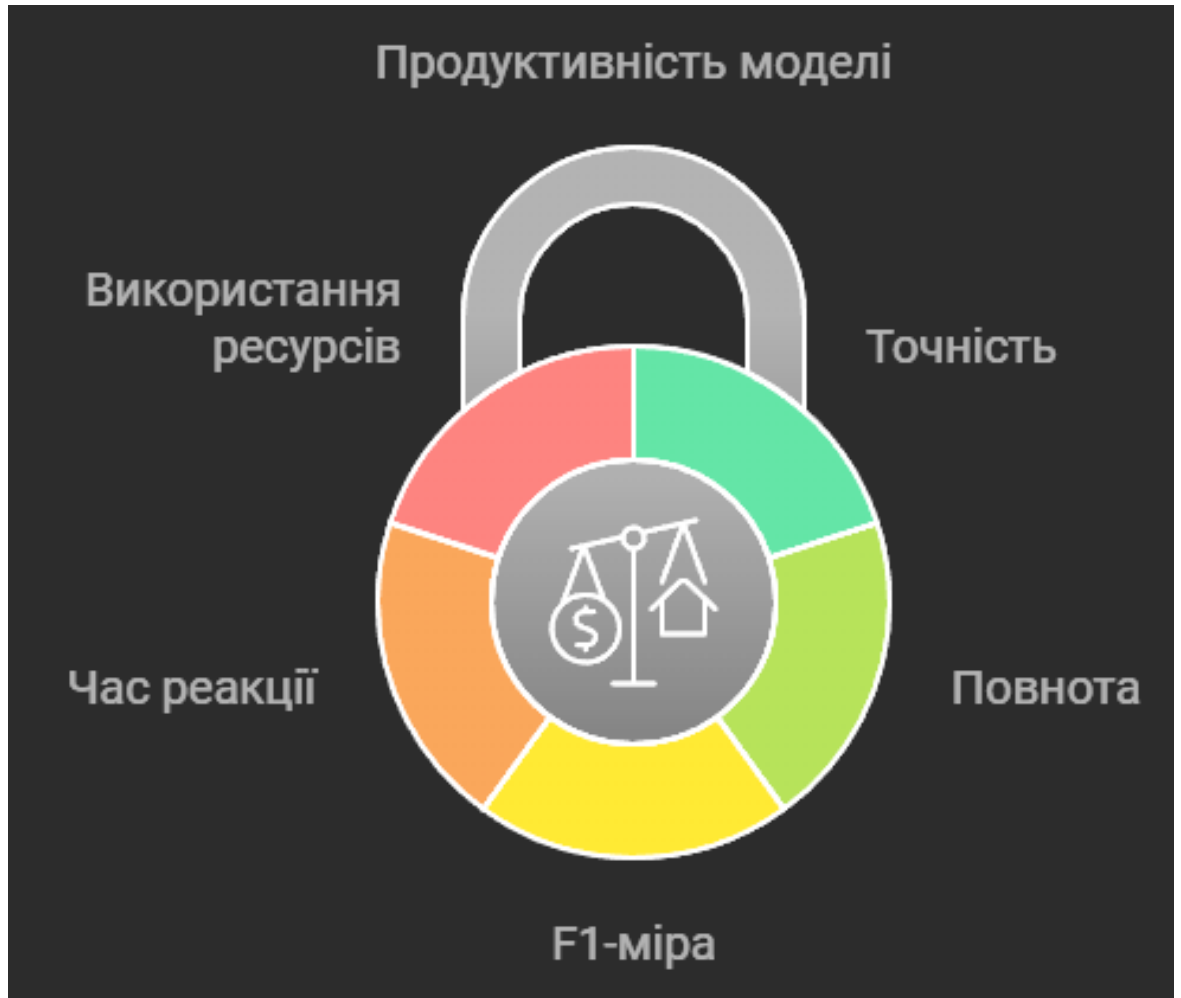 Продуктивність моделі
Використання
ресурсів
Точність
$
Час реакції
Повнота
F1-міра